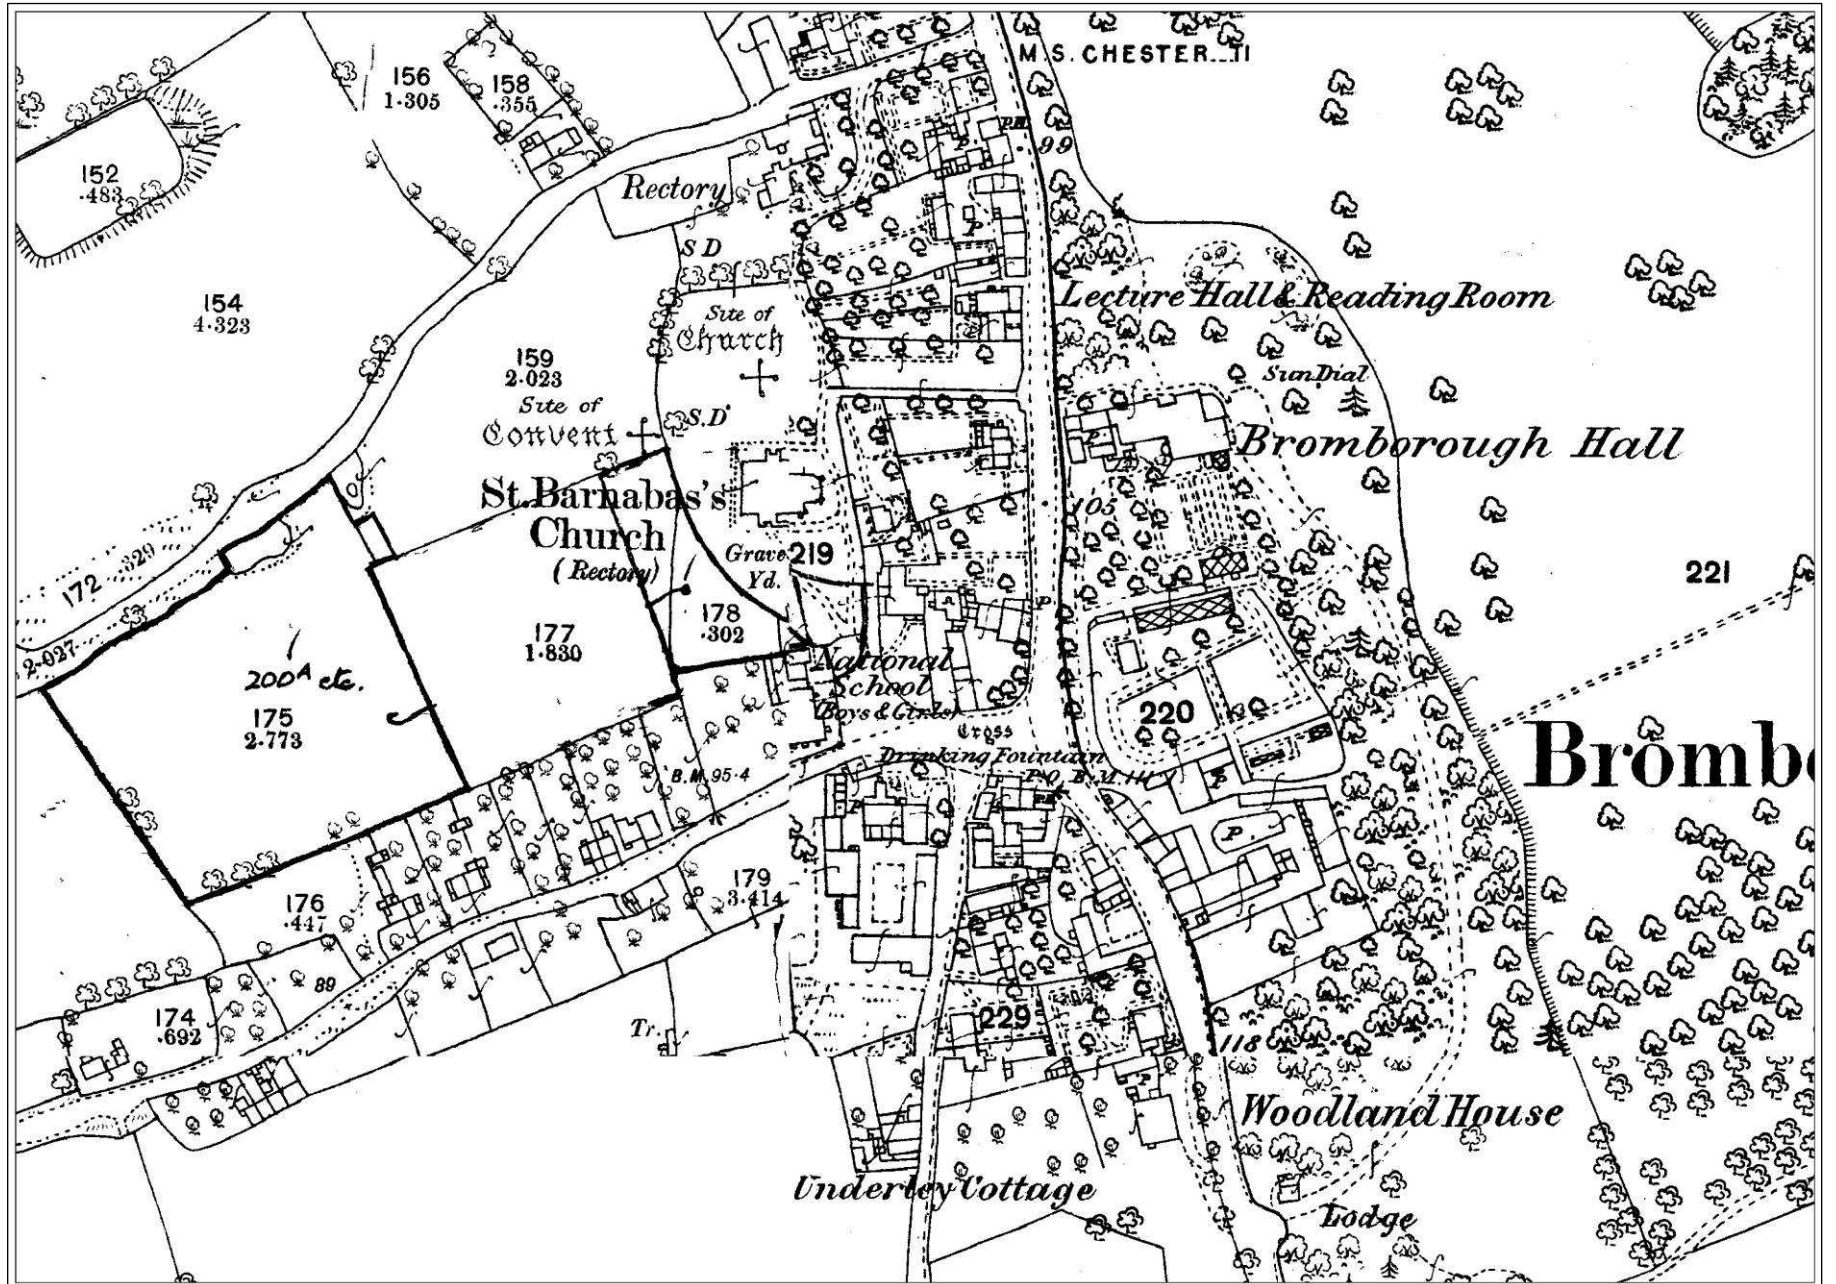 M.S. CHESTER 11
156
1·305
158
·355
P.H.
99
152
·483
Rectory
P
S D
P
154
4·323
Lecture Hall & Reading Room
Site of
Church
159
2·023
Sun Dial
Site of
Convent
S.D
P
Bromborough Hall
St. Barnabas's
Church
(Rectory)
105
172
·329
Grave
Yd.
219
221
178
·302
P
2·027
177
1·830
200A etc.
175
2·773
National
School
(Boys & Girls)
220
Cross
Drinking Fountain
Brombo
B.M. 95·4
P.O.
B.M. 111
P
P.H.
P
176
·447
179
3·414
89
174
·692
Tr.
229
118
Woodland House
Underley Cottage
Lodge